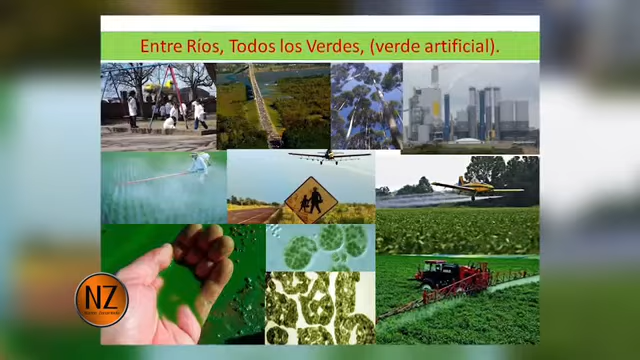 Entre Ríos, Todos los Verdes, (verde artificial).
NZ